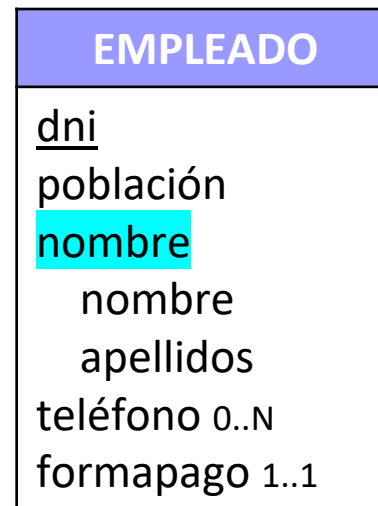 EMPLEADO
dni
población
nombre
nombre
apellidos
teléfono 0..N
formapago 1..1